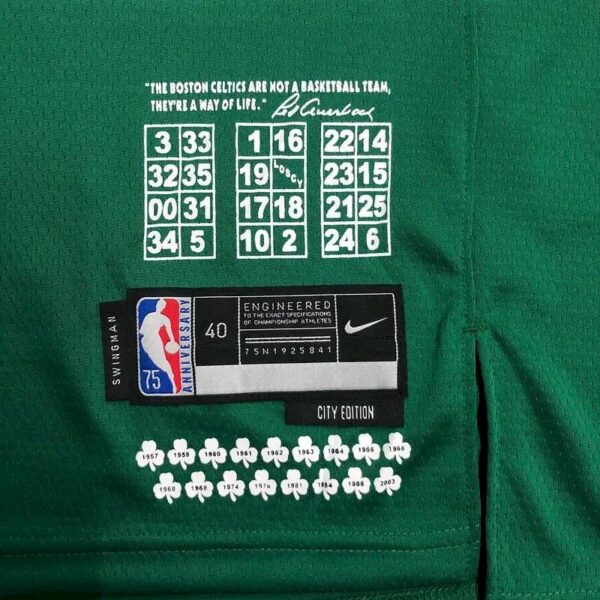 "THE BOSTON CELTICS ARE NOT A BASKETBALL TEAM,
THEY'RE A WAY OF LIFE." Red Auerbach
3 33 1 16 22 14
32 35 19 LOSCY 23 15
00 31 17 18 21 25
34 5 10 2 24 6
SWINGMAN
75 ANNIVERSARY
40
ENGINEERED
TO THE EXACT SPECIFICATIONS
OF CHAMPIONSHIP ATHLETES
75N1925841
CITY EDITION
1957 1959 1960 1961 1962 1963 1964 1965 1966
1968 1969 1974 1976 1981 1984 1986 2003